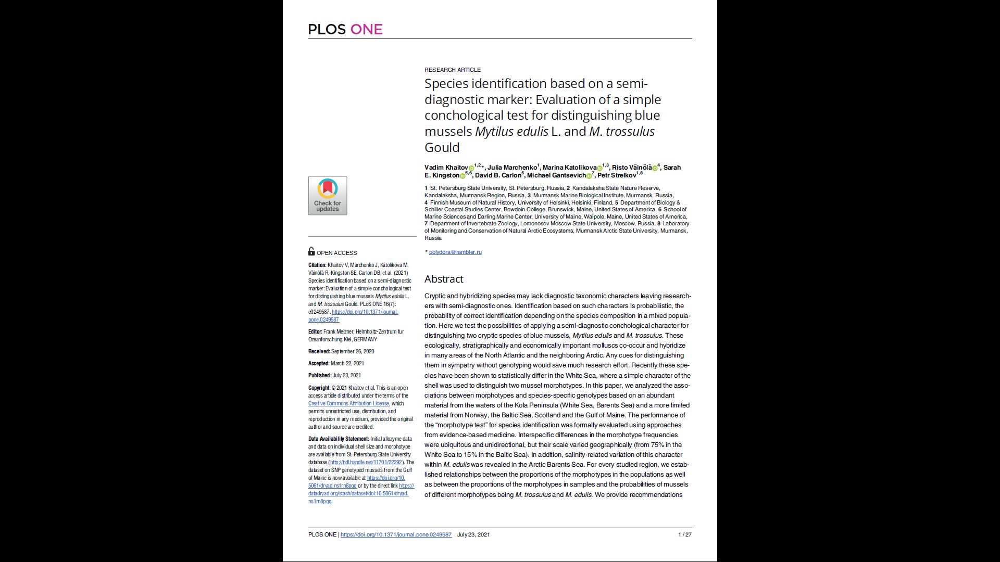 PLOS ONE
RESEARCH ARTICLE
Species identification based on a semi-
diagnostic marker: Evaluation of a simple
conchological test for distinguishing blue
mussels Mytilus edulis L. and M. trossulus
Gould
Vadim Khaitov1,2*, Julia Marchenko1, Marina Katolikova1,3, Risto Väinölä4, Sarah
E. Kingston5,6, David B. Carlon5, Michael Gantsevich7, Petr Strelkov1,8
1 St. Petersburg State University, St. Petersburg, Russia, 2 Kandalaksha State Nature Reserve,
Kandalaksha, Murmansk Region, Russia, 3 Murmansk Marine Biological Institute, Murmansk, Russia,
4 Finnish Museum of Natural History, University of Helsinki, Helsinki, Finland, 5 Department of Biology &
Schiller Coastal Studies Center, Bowdoin College, Brunswick, Maine, United States of America, 6 School of
Marine Sciences and Darling Marine Center, University of Maine, Walpole, Maine, United States of America,
7 Department of Invertebrate Zoology, Lomonosov Moscow State University, Moscow, Russia, 8 Laboratory
of Monitoring and Conservation of Natural Arctic Ecosystems, Murmansk Arctic State University, Murmansk,
Russia
* polydora@rambler.ru
Abstract
Cryptic and hybridizing species may lack diagnostic taxonomic characters leaving research-
ers with semi-diagnostic ones. Identification based on such characters is probabilistic, the
probability of correct identification depending on the species composition in a mixed popula-
tion. Here we test the possibilities of applying a semi-diagnostic conchological character for
distinguishing two cryptic species of blue mussels, Mytilus edulis and M. trossulus. These
ecologically, stratigraphically and economically important molluscs co-occur and hybridize
in many areas of the North Atlantic and the neighboring Arctic. Any cues for distinguishing
them in sympatry without genotyping would save much research effort. Recently these spe-
cies have been shown to statistically differ in the White Sea, where a simple character of the
shell was used to distinguish two mussel morphotypes. In this paper, we analyzed the asso-
ciations between morphotypes and species-specific genotypes based on an abundant
material from the waters of the Kola Peninsula (White Sea, Barents Sea) and a more limited
material from Norway, the Baltic Sea, Scotland and the Gulf of Maine. The performance of
the “morphotype test” for species identification was formally evaluated using approaches
from evidence-based medicine. Interspecific differences in the morphotype frequencies
were ubiquitous and unidirectional, but their scale varied geographically (from 75% in the
White Sea to 15% in the Baltic Sea). In addition, salinity-related variation of this character
within M. edulis was revealed in the Arctic Barents Sea. For every studied region, we estab-
lished relationships between the proportions of the morphotypes in the populations as well
as between the proportions of the morphotypes in samples and the probabilities of mussels
of different morphotypes being M. trossulus and M. edulis. We provide recommendations
Check for
updates
OPEN ACCESS
Citation: Khaitov V, Marchenko J, Katolikova M,
Väinölä R, Kingston SE, Carlon DB, et al. (2021)
Species identification based on a semi-diagnostic
marker: Evaluation of a simple conchological test
for distinguishing blue mussels Mytilus edulis L.
and M. trossulus Gould. PLoS ONE 16(7):
e0249587. https://doi.org/10.1371/journal.
pone.0249587
Editor: Frank Melzner, Helmholtz-Zentrum fur
Ozeanforschung Kiel, GERMANY
Received: September 26, 2020
Accepted: March 22, 2021
Published: July 23, 2021
Copyright: © 2021 Khaitov et al. This is an open
access article distributed under the terms of the
Creative Commons Attribution License, which
permits unrestricted use, distribution, and
reproduction in any medium, provided the original
author and source are credited.
Data Availability Statement: Initial allozyme data
and data on individual shell size and morphotype
are available from St. Petersburg State University
database (http://hdl.handle.net/11701/22292). The
dataset on SNP genotyped mussels from the Gulf
of Maine is now available at https://doi.org/10.
5061/dryad.ns1rn8pqq or by the direct link https://
datadryad.org/stash/dataset/doi:10.5061/dryad.
ns1rn8pqq.
PLOS ONE | https://doi.org/10.1371/journal.pone.0249587 July 23, 2021
1 / 27